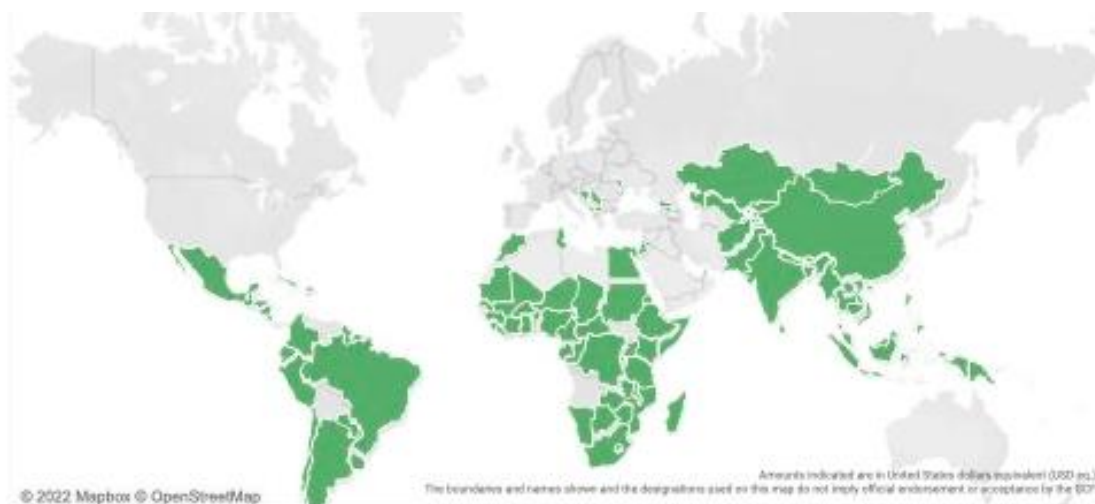 Amounts indicated are in United States dollars equivalent (USD eq.)
© 2022 Mapbox © OpenStreetMap
The boundaries and names shown and the designations used on this map do not imply official endorsement or acceptance by the